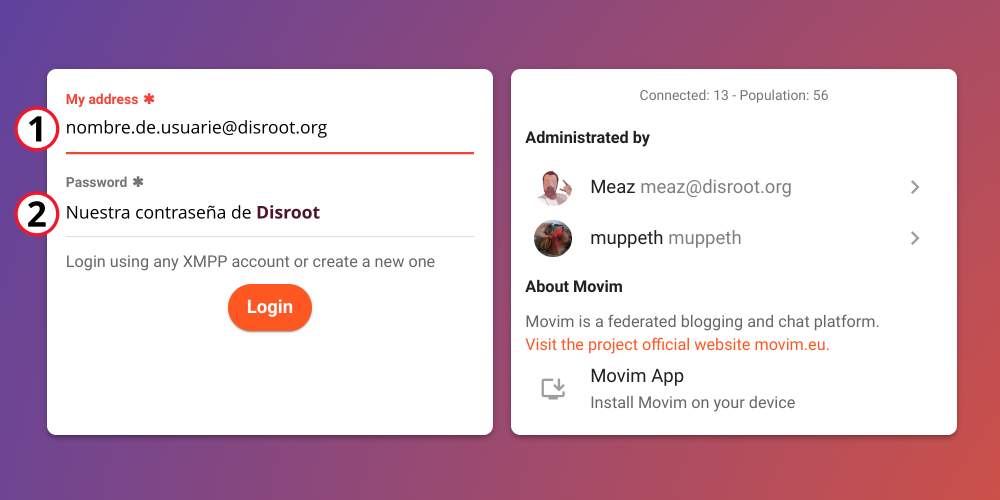 My address ✱
1
nombre.de.usuarie@disroot.org
Password ✱
2
Nuestra contraseña de Disroot
Login using any XMPP account or create a new one
Login
Connected: 13 - Population: 56
Administrated by
Meaz meaz@disroot.org
muppeth muppeth
About Movim
Movim is a federated blogging and chat platform.
Visit the project official website movim.eu.
Movim App
Install Movim on your device